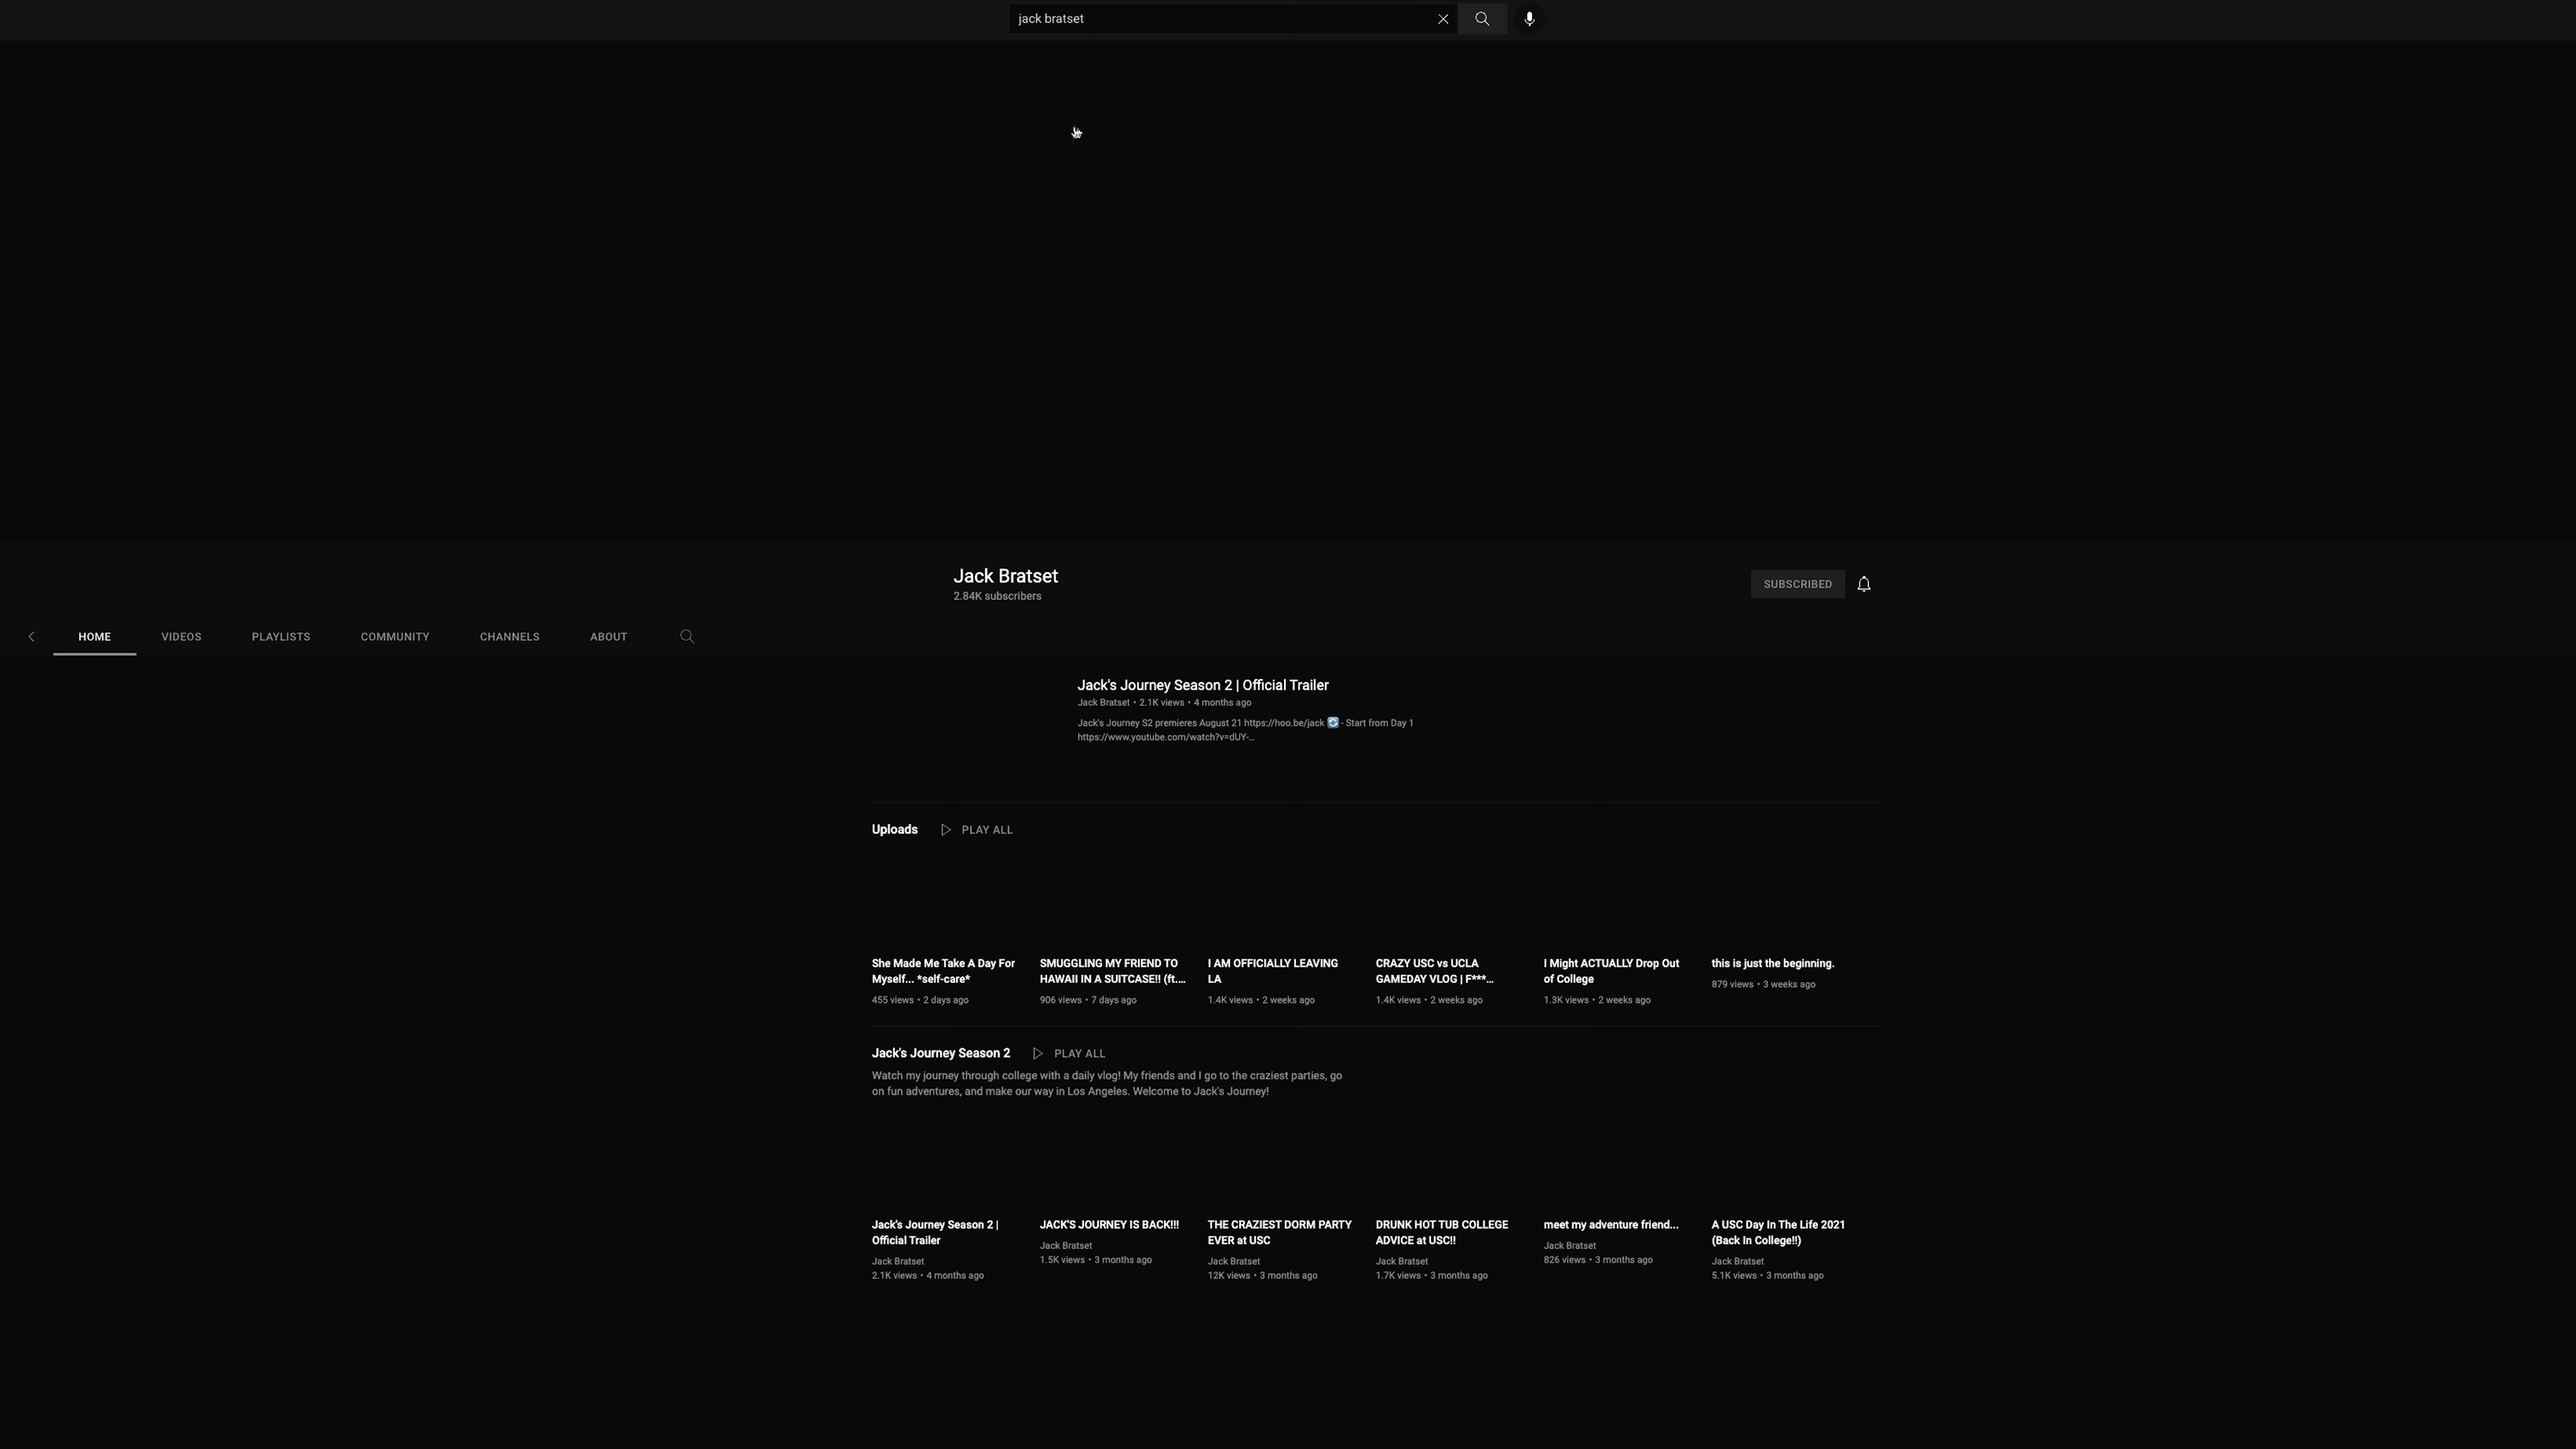 jack bratset
Jack Bratset
2.84K subscribers
SUBSCRIBED
HOME VIDEOS PLAYLISTS COMMUNITY CHANNELS ABOUT
Jack's Journey Season 2 | Official Trailer
Jack Bratset • 2.1K views • 4 months ago
Jack's Journey S2 premieres August 21 https://hoo.be/jack 🔄 - Start from Day 1
https://www.youtube.com/watch?v=dUY-...
Uploads PLAY ALL
She Made Me Take A Day For
Myself... *self-care*
455 views • 2 days ago
SMUGGLING MY FRIEND TO
HAWAII IN A SUITCASE!! (ft....
906 views • 7 days ago
I AM OFFICIALLY LEAVING
LA
1.4K views • 2 weeks ago
CRAZY USC vs UCLA
GAMEDAY VLOG | F***...
1.4K views • 2 weeks ago
I Might ACTUALLY Drop Out
of College
1.3K views • 2 weeks ago
this is just the beginning.
879 views • 3 weeks ago
Jack's Journey Season 2 PLAY ALL
Watch my journey through college with a daily vlog! My friends and I go to the craziest parties, go
on fun adventures, and make our way in Los Angeles. Welcome to Jack's Journey!
Jack's Journey Season 2 |
Official Trailer
Jack Bratset
2.1K views • 4 months ago
JACK'S JOURNEY IS BACK!!!
Jack Bratset
1.5K views • 3 months ago
THE CRAZIEST DORM PARTY
EVER at USC
Jack Bratset
12K views • 3 months ago
DRUNK HOT TUB COLLEGE
ADVICE at USC!!
Jack Bratset
1.7K views • 3 months ago
meet my adventure friend...
Jack Bratset
826 views • 3 months ago
A USC Day In The Life 2021
(Back In College!!)
Jack Bratset
5.1K views • 3 months ago